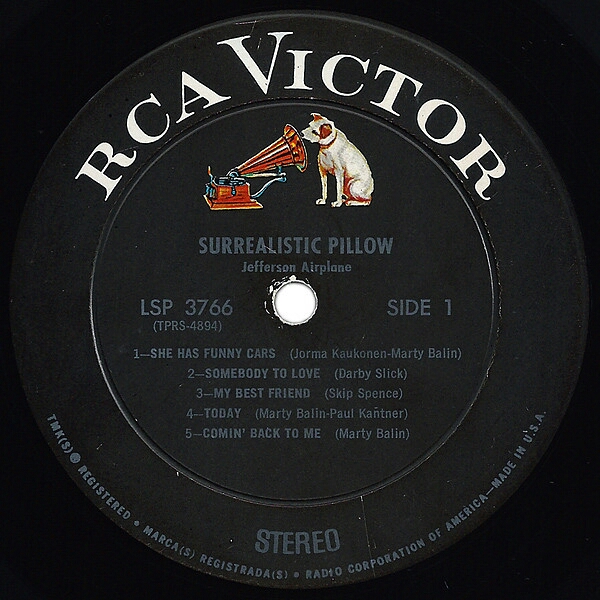 RCA VICTOR
SURREALISTIC PILLOW
Jefferson Airplane
LSP 3766
SIDE 1
(TPRS-4894)
1—SHE HAS FUNNY CARS (Jorma Kaukonen-Marty Balin)
2—SOMEBODY TO LOVE (Darby Slick)
3—MY BEST FRIEND (Skip Spence)
4—TODAY (Marty Balin-Paul Kantner)
5—COMIN' BACK TO ME (Marty Balin)
STEREO
TMK(S) ® REGISTERED • MARCA(S) REGISTRADA(S) • RADIO CORPORATION OF AMERICA—MADE IN U.S.A.